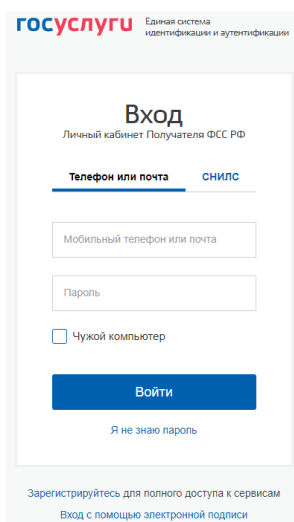 госуслуги
Единая система
идентификации и аутентификации
Вход
Личный кабинет Получателя ФСС РФ
Телефон или почта СНИЛС
Мобильный телефон или почта
Пароль
Чужой компьютер
Войти
Я не знаю пароль
Зарегистрируйтесь для полного доступа к сервисам
Вход с помощью электронной подписи